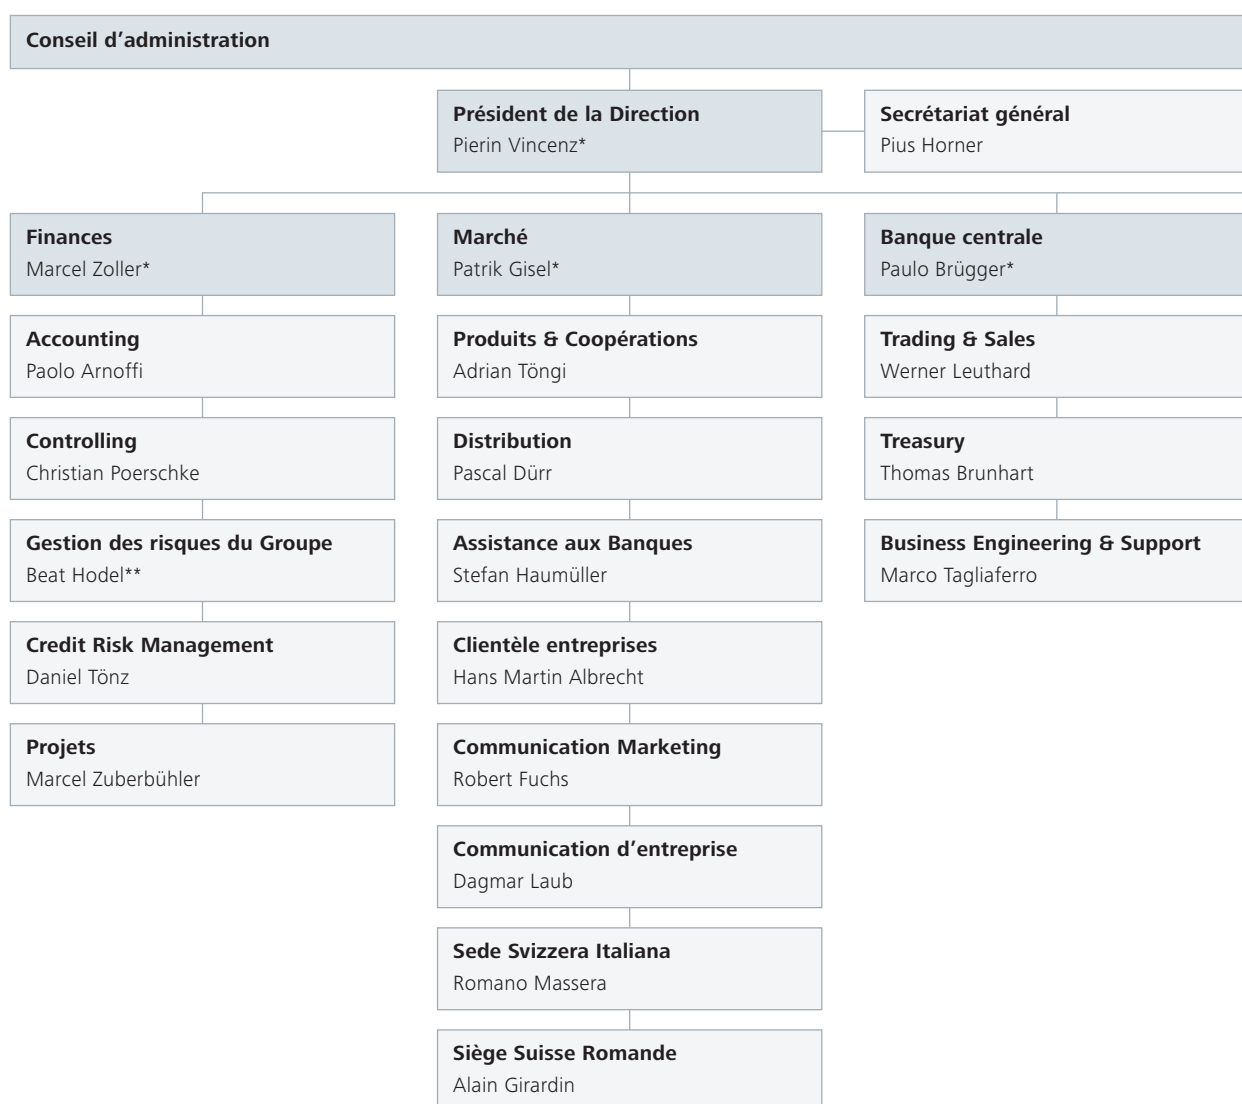 Conseil d’administration
Président de la Direction
Pierin Vincenz*
Secrétariat général
Pius Horner
Finances
Marcel Zoller*
Accounting
Paolo Arnoffi
Controlling
Christian Poerschke
Gestion des risques du Groupe
Beat Hodel**
Credit Risk Management
Daniel Tönz
Projets
Marcel Zuberbühler
Marché
Patrik Gisel*
Produits & Coopérations
Adrian Töngi
Distribution
Pascal Dürr
Assistance aux Banques
Stefan Haumüller
Clientèle entreprises
Hans Martin Albrecht
Communication Marketing
Robert Fuchs
Communication d’entreprise
Dagmar Laub
Sede Svizzera Italiana
Romano Massera
Siège Suisse Romande
Alain Girardin
Banque centrale
Paulo Brügger*
Trading & Sales
Werner Leuthard
Treasury
Thomas Brunhart
Business Engineering & Support
Marco Tagliaferro